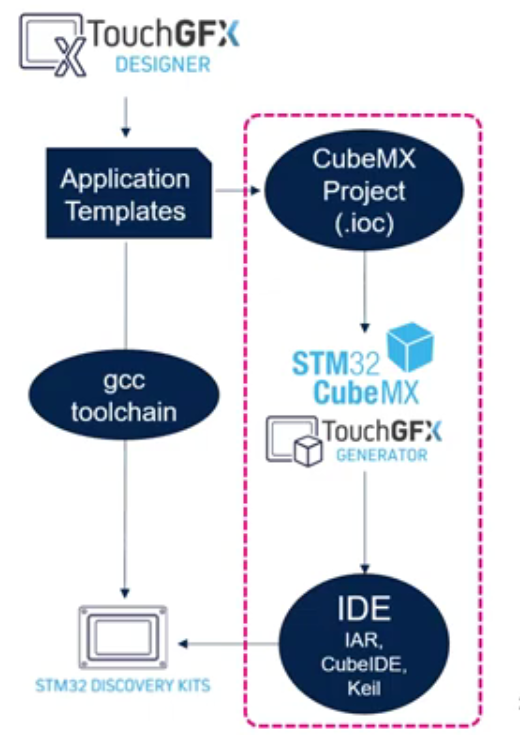 TouchGFX
DESIGNER
Application
Templates
CubeMX
Project
(.ioc)
gcc
toolchain
STM32
CubeMX
TouchGFX
GENERATOR
IDE
IAR,
CubeIDE,
Keil
STM32 DISCOVERY KITS